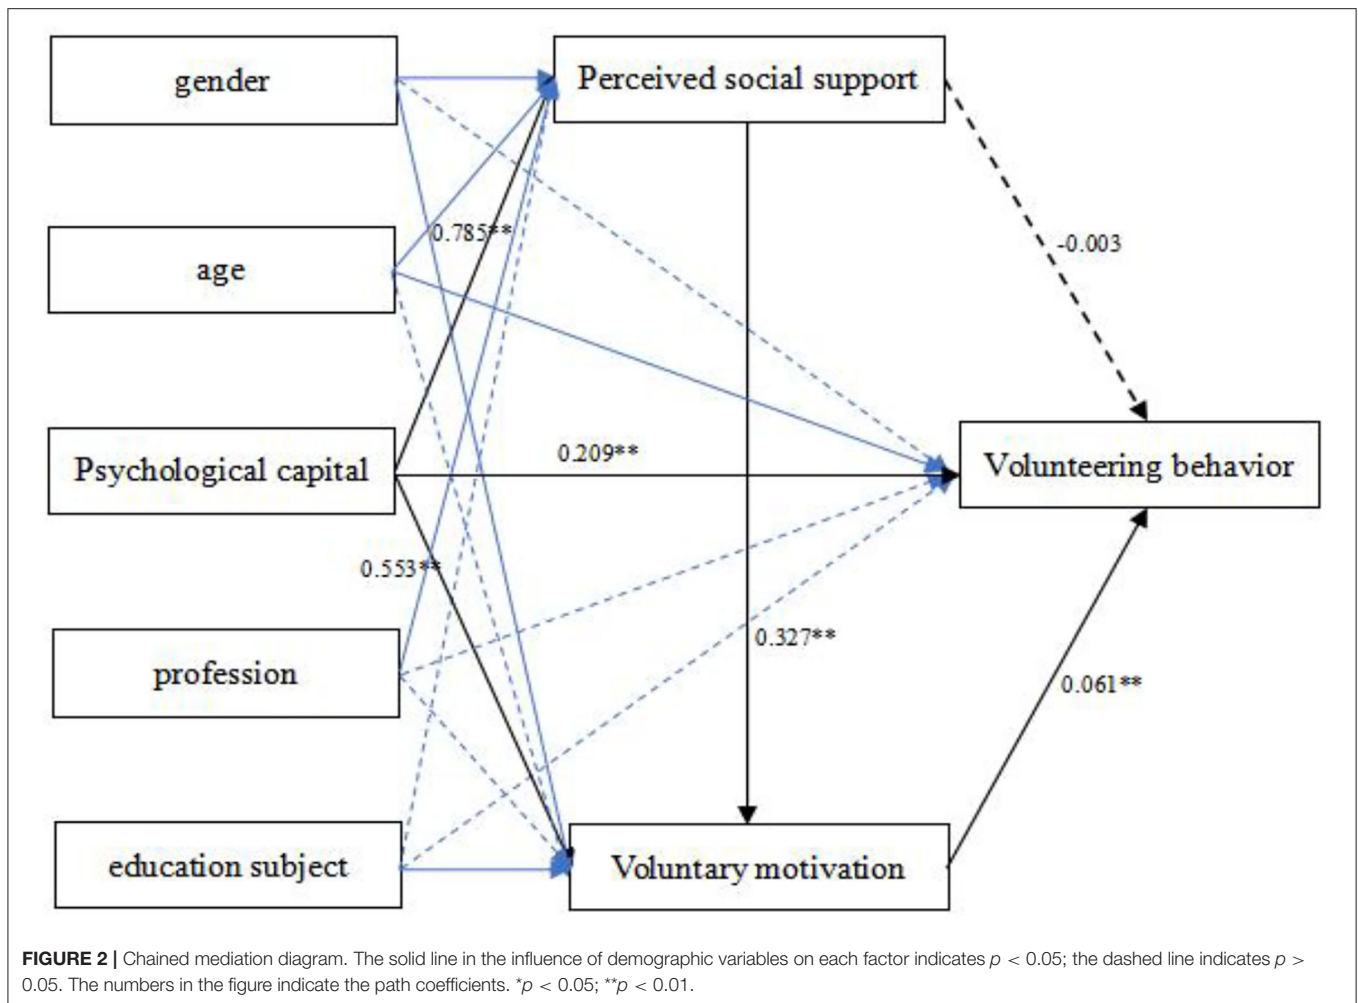 gender
Perceived social support
0.785**
-0.003
age
Psychological capital
0.209**
Volunteering behavior
0.553**
0.327**
profession
0.061**
education subject
Voluntary motivation
FIGURE 2 | Chained mediation diagram. The solid line in the influence of demographic variables on each factor indicates p < 0.05; the dashed line indicates p >
0.05. The numbers in the figure indicate the path coefficients. *p < 0.05; **p < 0.01.